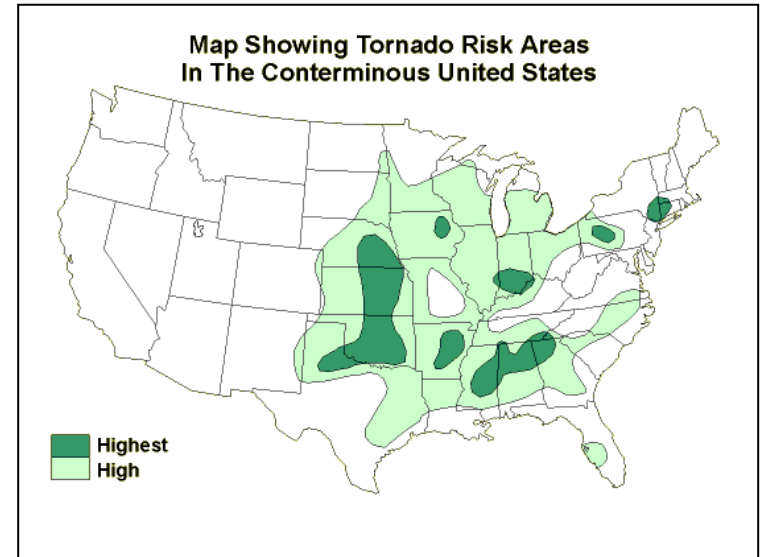 Map Showing Tornado Risk Areas
In The Conterminous United States
Highest
High